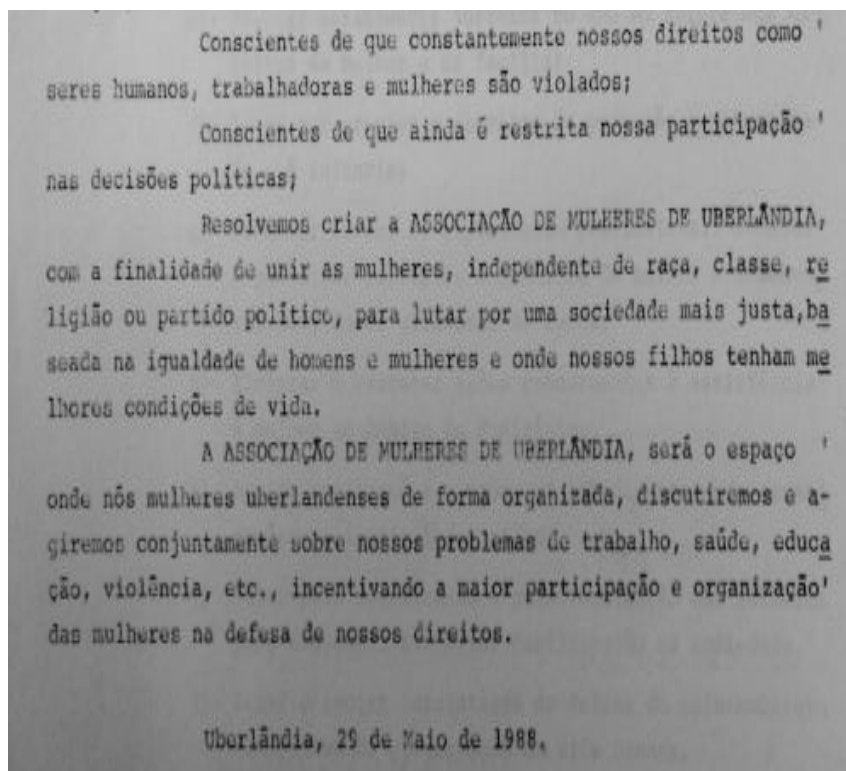 Conscientes de que constantemente nossos direitos como '
seres humanos, trabalhadoras e mulheres são violados;
Conscientes de que ainda é restrita nossa participação '
nas decisões políticas;
Resolvemos criar a ASSOCIAÇÃO DE MULHERES DE UBERLÂNDIA,
com a finalidade de unir as mulheres, independente de raça, classe, re
ligião ou partido político, para lutar por uma sociedade mais justa,ba
seada na igualdade de homens e mulheres e onde nossos filhos tenham me
lhores condições de vida.
A ASSOCIAÇÃO DE MULHERES DE UBERLÂNDIA, será o espaço '
onde nós mulheres uberlandenses de forma organizada, discutiremos e a-
giremos conjuntamente sobre nossos problemas de trabalho, saúde, educa
ção, violência, etc., incentivando a maior participação e organização'
das mulheres na defesa de nossos direitos.
Uberlândia, 29 de Maio de 1988.